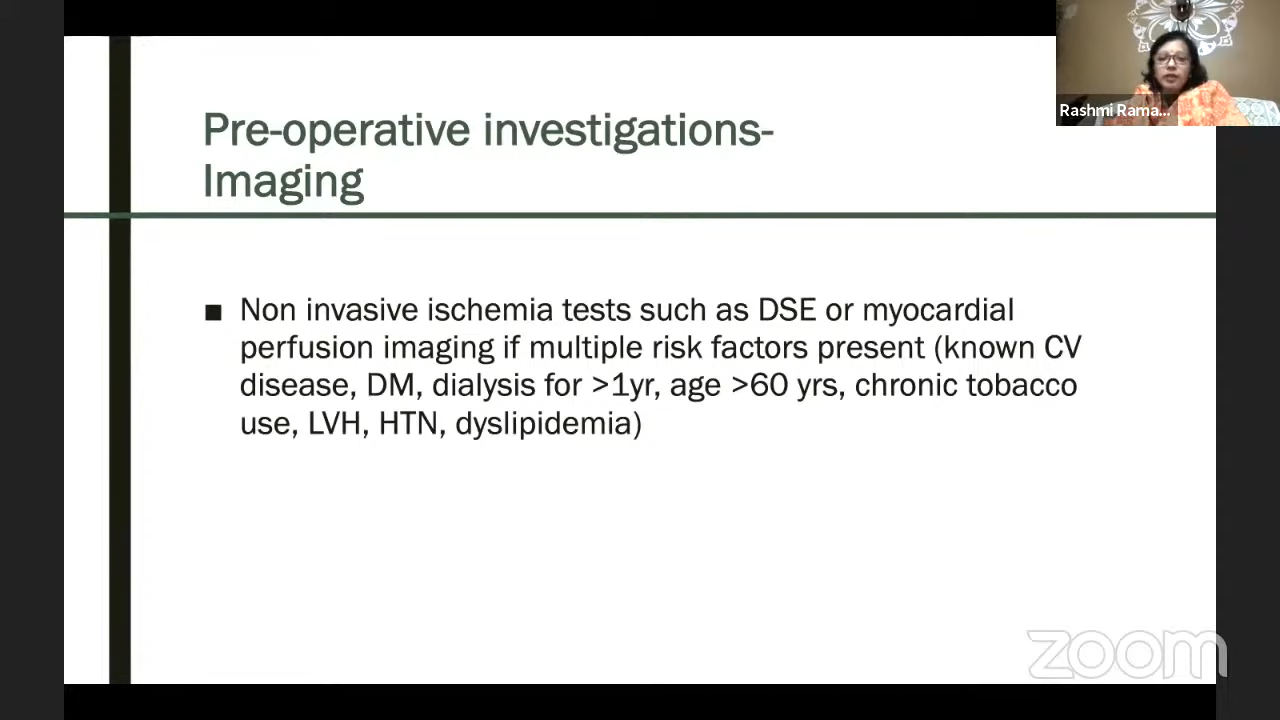 Rashmi Rama...
Pre-operative investigations-
Imaging
■ Non invasive ischemia tests such as DSE or myocardial
perfusion imaging if multiple risk factors present (known CV
disease, DM, dialysis for >1yr, age >60 yrs, chronic tobacco
use, LVH, HTN, dyslipidemia)
zoom